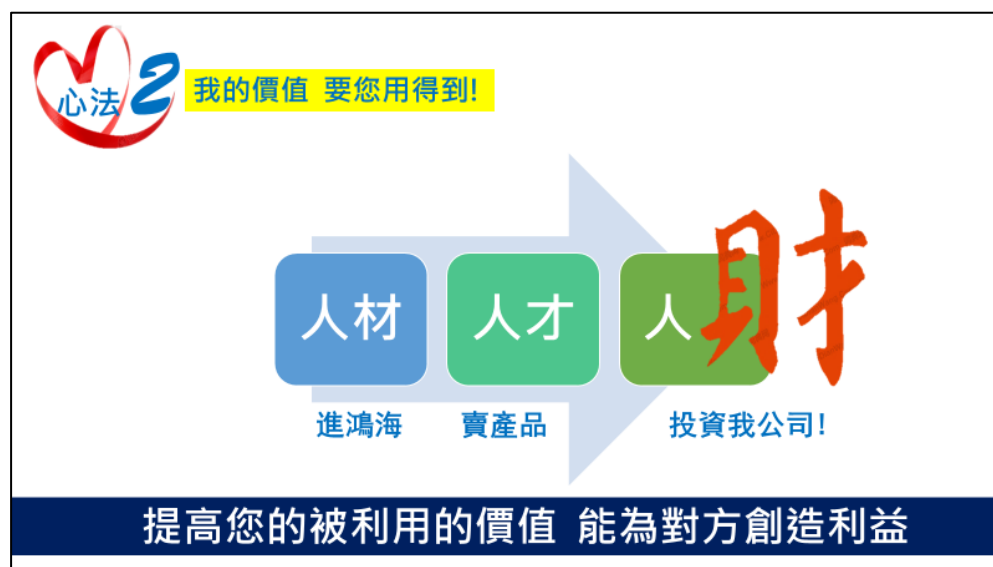 心法2
我的價值 要您用得到!
人材 人才 人財
進鴻海 賣產品 投資我公司!
提高您的被利用的價值 能為對方創造利益